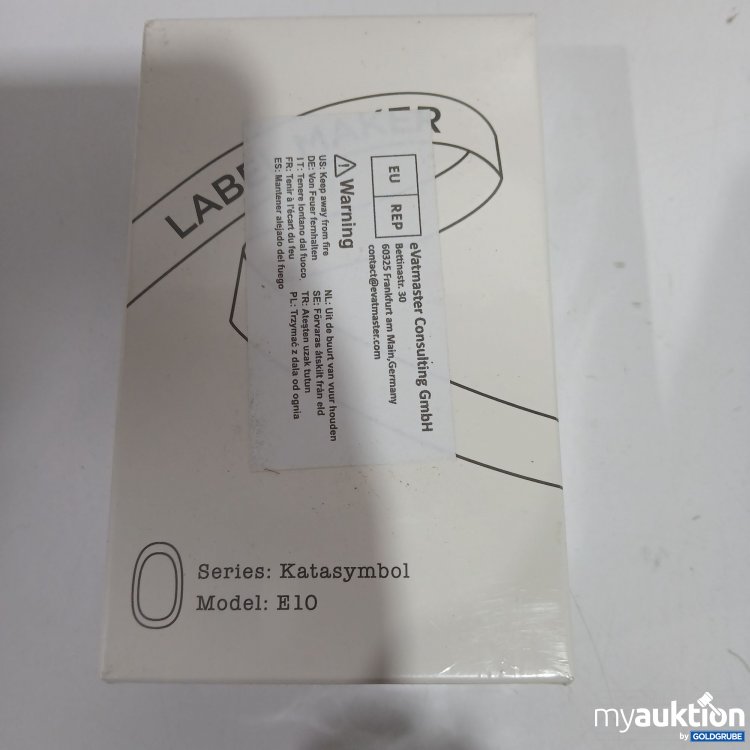 LABEL MAKER
EU REP
eVatmaster Consulting GmbH
Bettinastr. 30
60325 Frankfurt am Main,Germany
contact@evatmaster.com
Warning
US: Keep away from fire
DE: Von Feuer fernhalten
IT: Tenere lontano dal fuoco
FR: Tenir à l'écart du feu
ES: Mantener alejado del fuego
NL: Uit de buurt van vuur houden
SE: Förvaras åtskilt från eld
TR: Ateşten uzak tutun
PL: Trzymać z dala od ognia
Series: Katasymbol
Model: E10
myauktion
by GOLDGRUBE